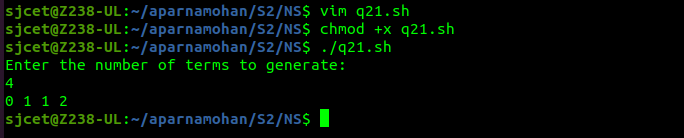 sjcet@Z238-UL:~/aparnamohan/S2/NS$ vim q21.sh
sjcet@Z238-UL:~/aparnamohan/S2/NS$ chmod +x q21.sh
sjcet@Z238-UL:~/aparnamohan/S2/NS$ ./q21.sh
Enter the number of terms to generate:
4
0 1 1 2
sjcet@Z238-UL:~/aparnamohan/S2/NS$